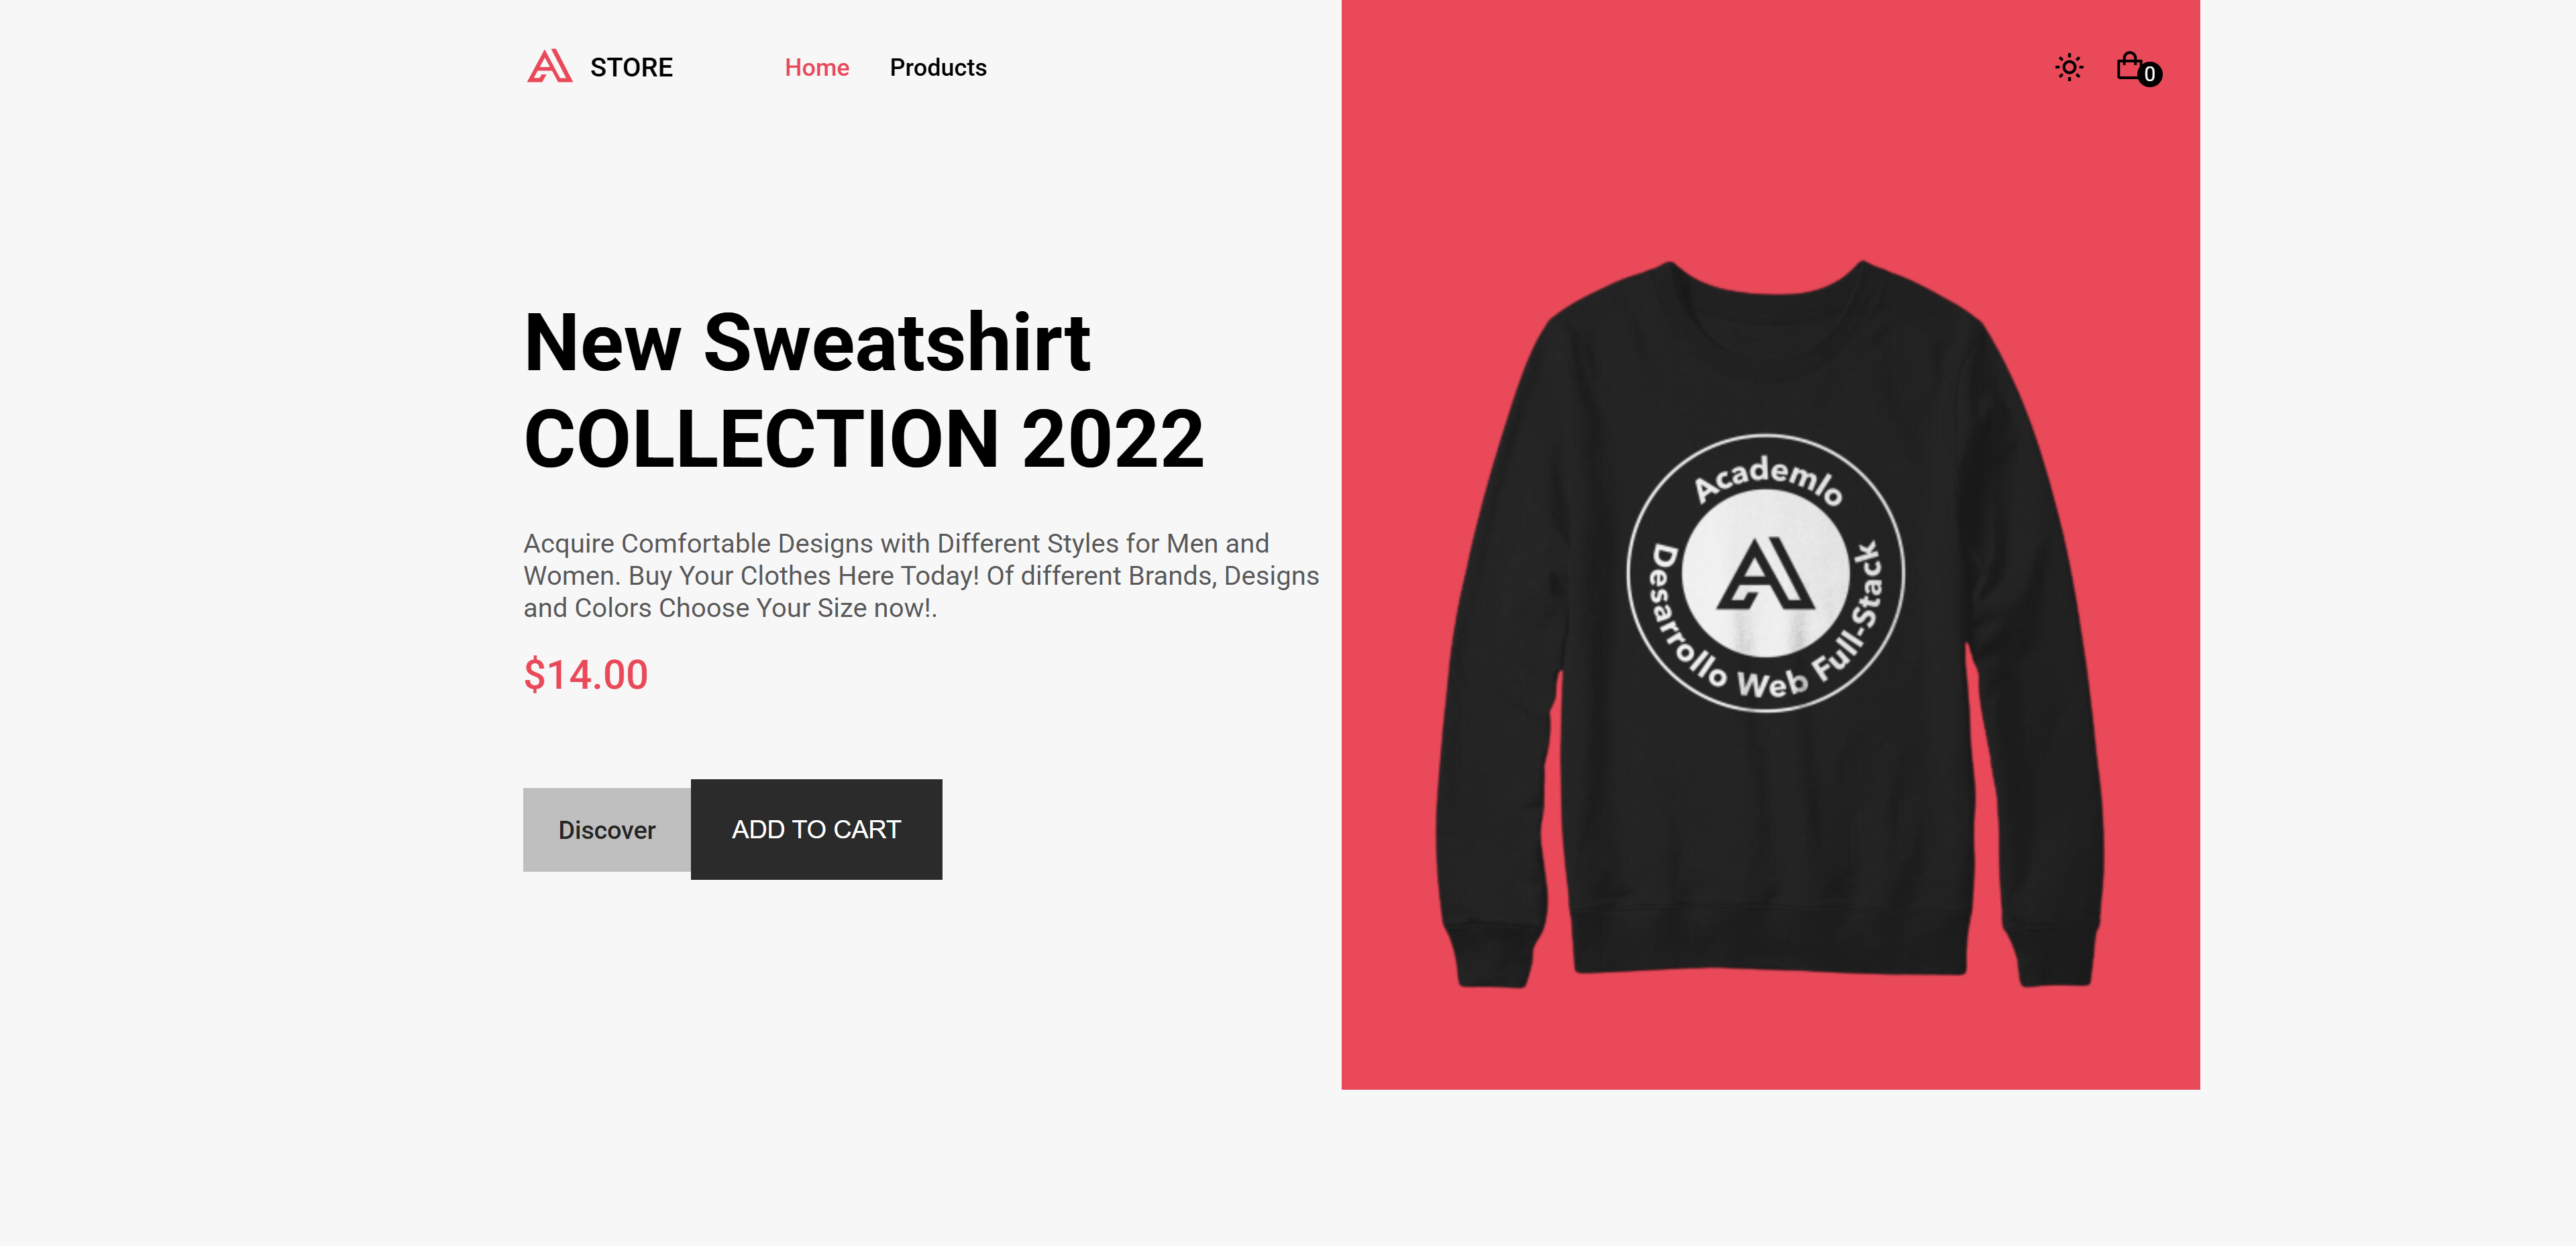 STORE
Home
Products
0
New Sweatshirt
COLLECTION 2022
Acquire Comfortable Designs with Different Styles for Men and
Women. Buy Your Clothes Here Today! Of different Brands, Designs
and Colors Choose Your Size now!.
$14.00
Discover
ADD TO CART
Academlo
Desarrollo Web Full-Stack